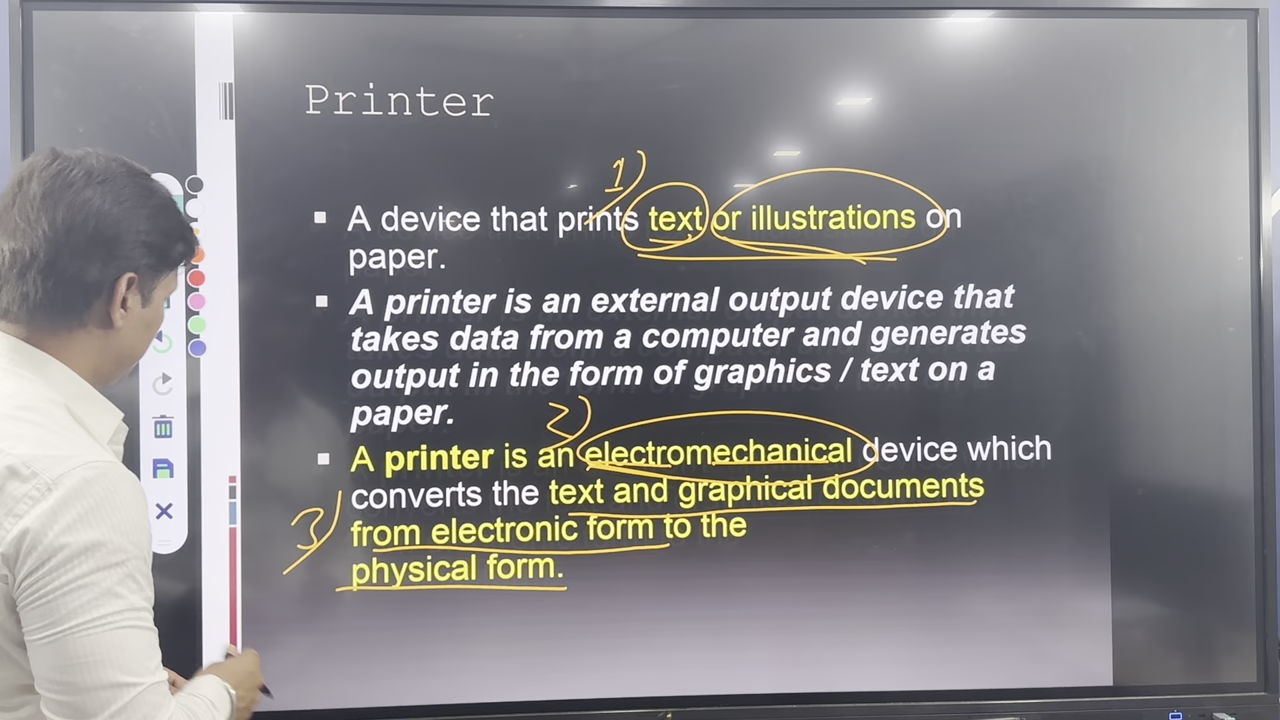 Printer
1)
▪ A device that prints text or illustrations on
paper.
▪ A printer is an external output device that
takes data from a computer and generates
output in the form of graphics / text on a
paper.
2)
▪ A printer is an electromechanical device which
converts the text and graphical documents
3)
from electronic form to the
physical form.